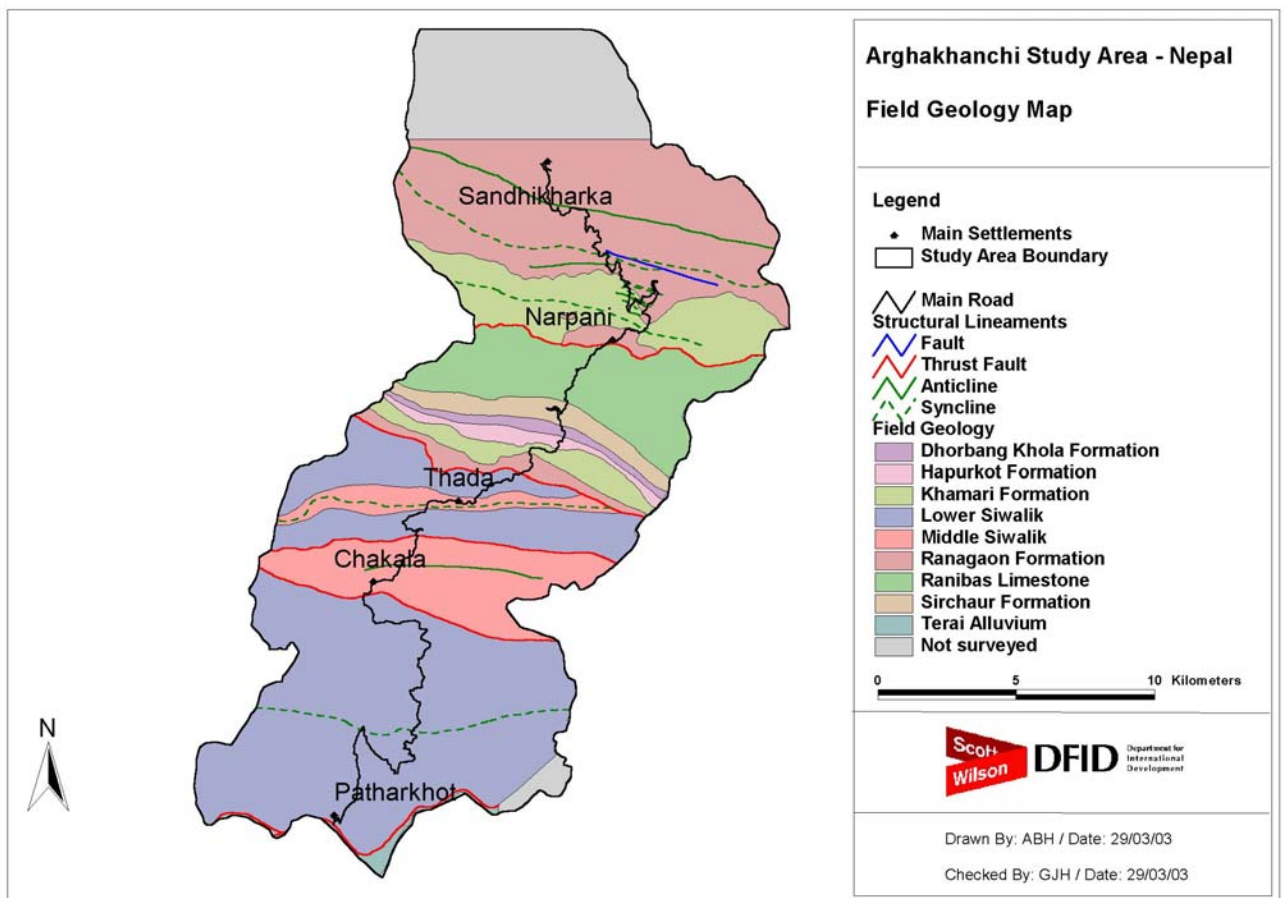 Arghakhanchi Study Area - Nepal
Field Geology Map
Legend
Main Settlements
Study Area Boundary
Main Road
Structural Lineaments
Fault
Thrust Fault
Anticline
Syncline
Field Geology
Dhorbang Khola Formation
Hapurkot Formation
Khamari Formation
Lower Siwalik
Middle Siwalik
Ranagaon Formation
Ranibas Limestone
Sirchaur Formation
Terai Alluvium
Not surveyed
0 5 10 Kilometers
Scott
Wilson
DFID
Department for
International
Development
Drawn By: ABH / Date: 29/03/03
Checked By: GJH / Date: 29/03/03
Sandhikharka
Narpani
Thada
Chakala
Patharkhot
N